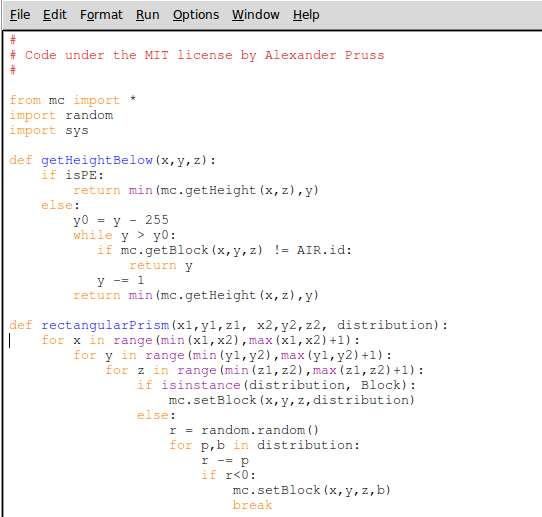 File Edit Format Run Options Window Help
#
# Code under the MIT license by Alexander Pruss
#
from mc import *
import random
import sys
def getHeightBelow(x,y,z):
    if isPE:
        return min(mc.getHeight(x,z),y)
    else:
        y0 = y - 255
        while y > y0:
           if mc.getBlock(x,y,z) != AIR.id:
               return y
           y -= 1
        return min(mc.getHeight(x,z),y)
def rectangularPrism(x1,y1,z1, x2,y2,z2, distribution):
    for x in range(min(x1,x2),max(x1,x2)+1):
        for y in range(min(y1,y2),max(y1,y2)+1):
            for z in range(min(z1,z2),max(z1,z2)+1):
                if isinstance(distribution, Block):
                    mc.setBlock(x,y,z,distribution)
                else:
                    r = random.random()
                    for p,b in distribution:
                        r -= p
                        if r<0:
                            mc.setBlock(x,y,z,b)
                            break